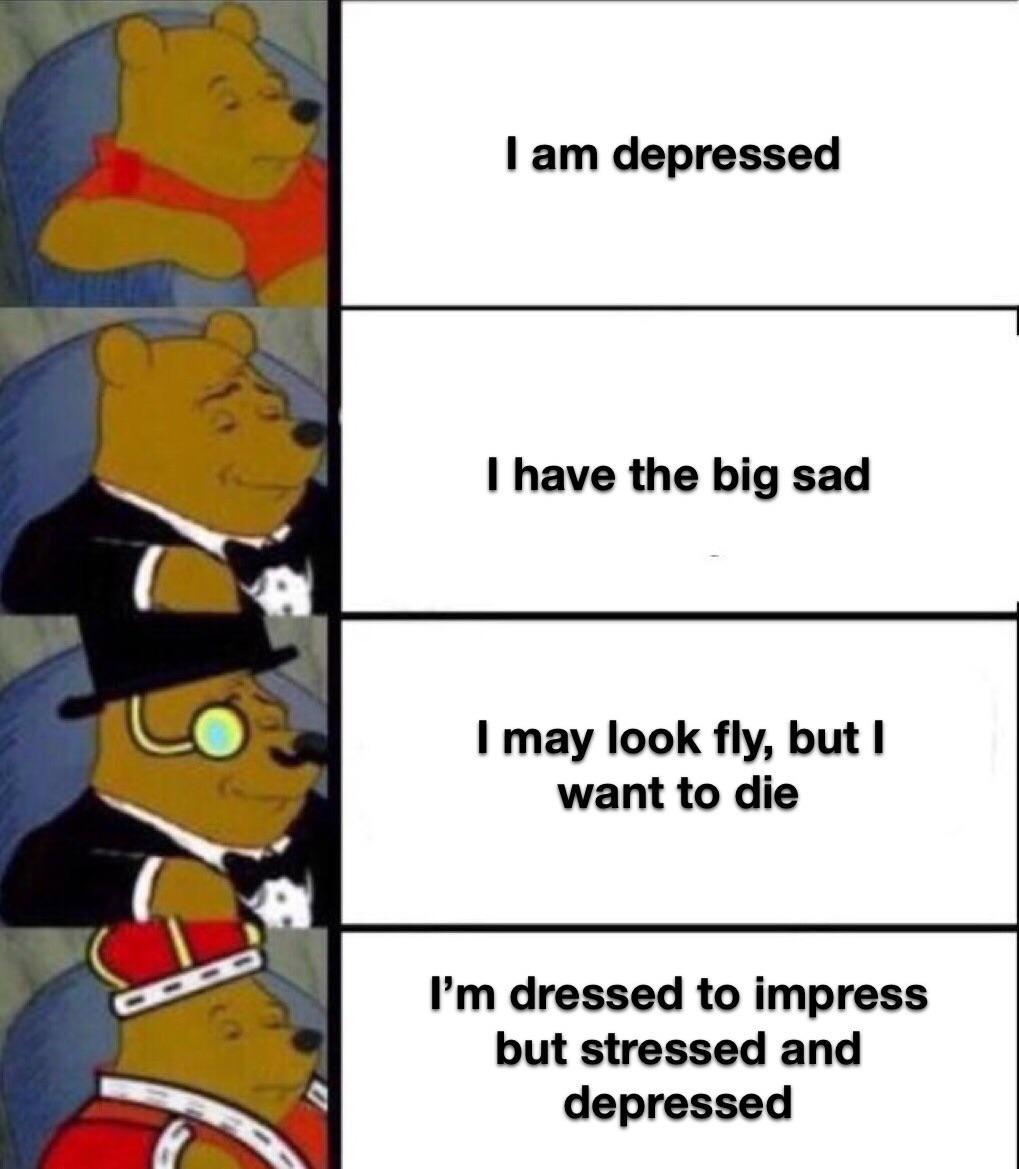 I am depressed
I have the big sad
I may look fly, but I
want to die
I’m dressed to impress
but stressed and
depressed